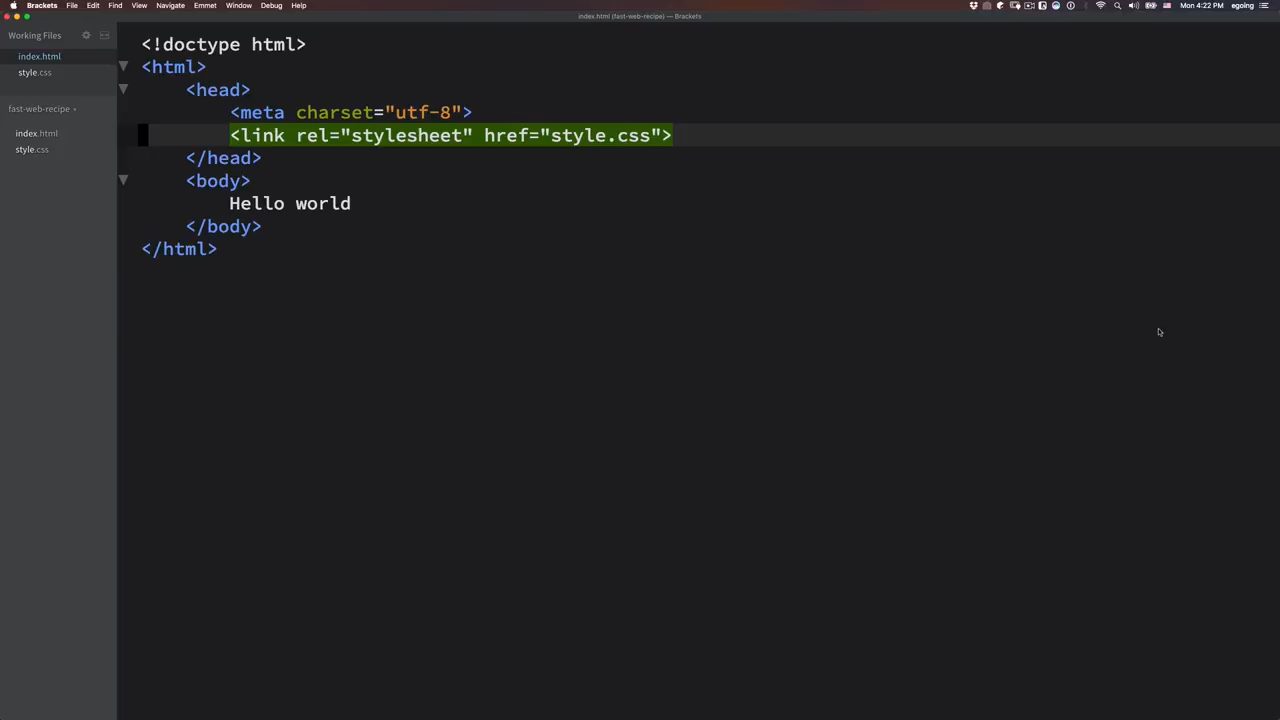 Brackets File Edit Find View Navigate Emmet Window Debug Help Mon 4:22 PM egoing
index.html (fast-web-recipe) — Brackets
Working Files
index.html
style.css
fast-web-recipe
index.html
style.css
<!doctype html>
<html>
<head>
<meta charset="utf-8">
<link rel="stylesheet" href="style.css">
</head>
<body>
Hello world
</body>
</html>